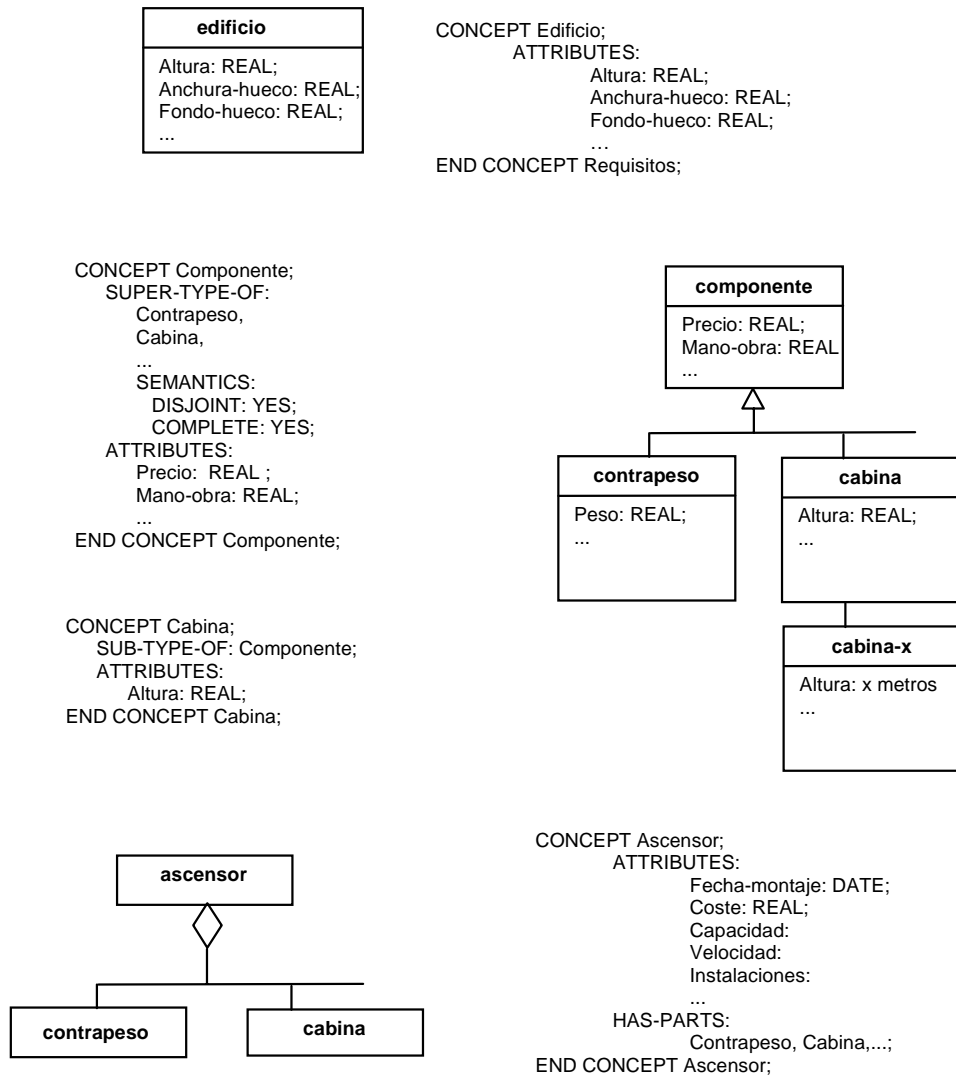 edificio
Altura: REAL;
Anchura-hueco: REAL;
Fondo-hueco: REAL;
...
CONCEPT Edificio;
ATTRIBUTES:
Altura: REAL;
Anchura-hueco: REAL;
Fondo-hueco: REAL;
…
END CONCEPT Requisitos;
CONCEPT Componente;
SUPER-TYPE-OF:
Contrapeso,
Cabina,
...
SEMANTICS:
DISJOINT: YES;
COMPLETE: YES;
ATTRIBUTES:
Precio: REAL ;
Mano-obra: REAL;
...
END CONCEPT Componente;
componente
Precio: REAL;
Mano-obra: REAL
...
contrapeso
Peso: REAL;
...
cabina
Altura: REAL;
...
cabina-x
Altura: x metros
...
CONCEPT Cabina;
SUB-TYPE-OF: Componente;
ATTRIBUTES:
Altura: REAL;
END CONCEPT Cabina;
ascensor
contrapeso
cabina
CONCEPT Ascensor;
ATTRIBUTES:
Fecha-montaje: DATE;
Coste: REAL;
Capacidad:
Velocidad:
Instalaciones:
...
HAS-PARTS:
Contrapeso, Cabina,...;
END CONCEPT Ascensor;